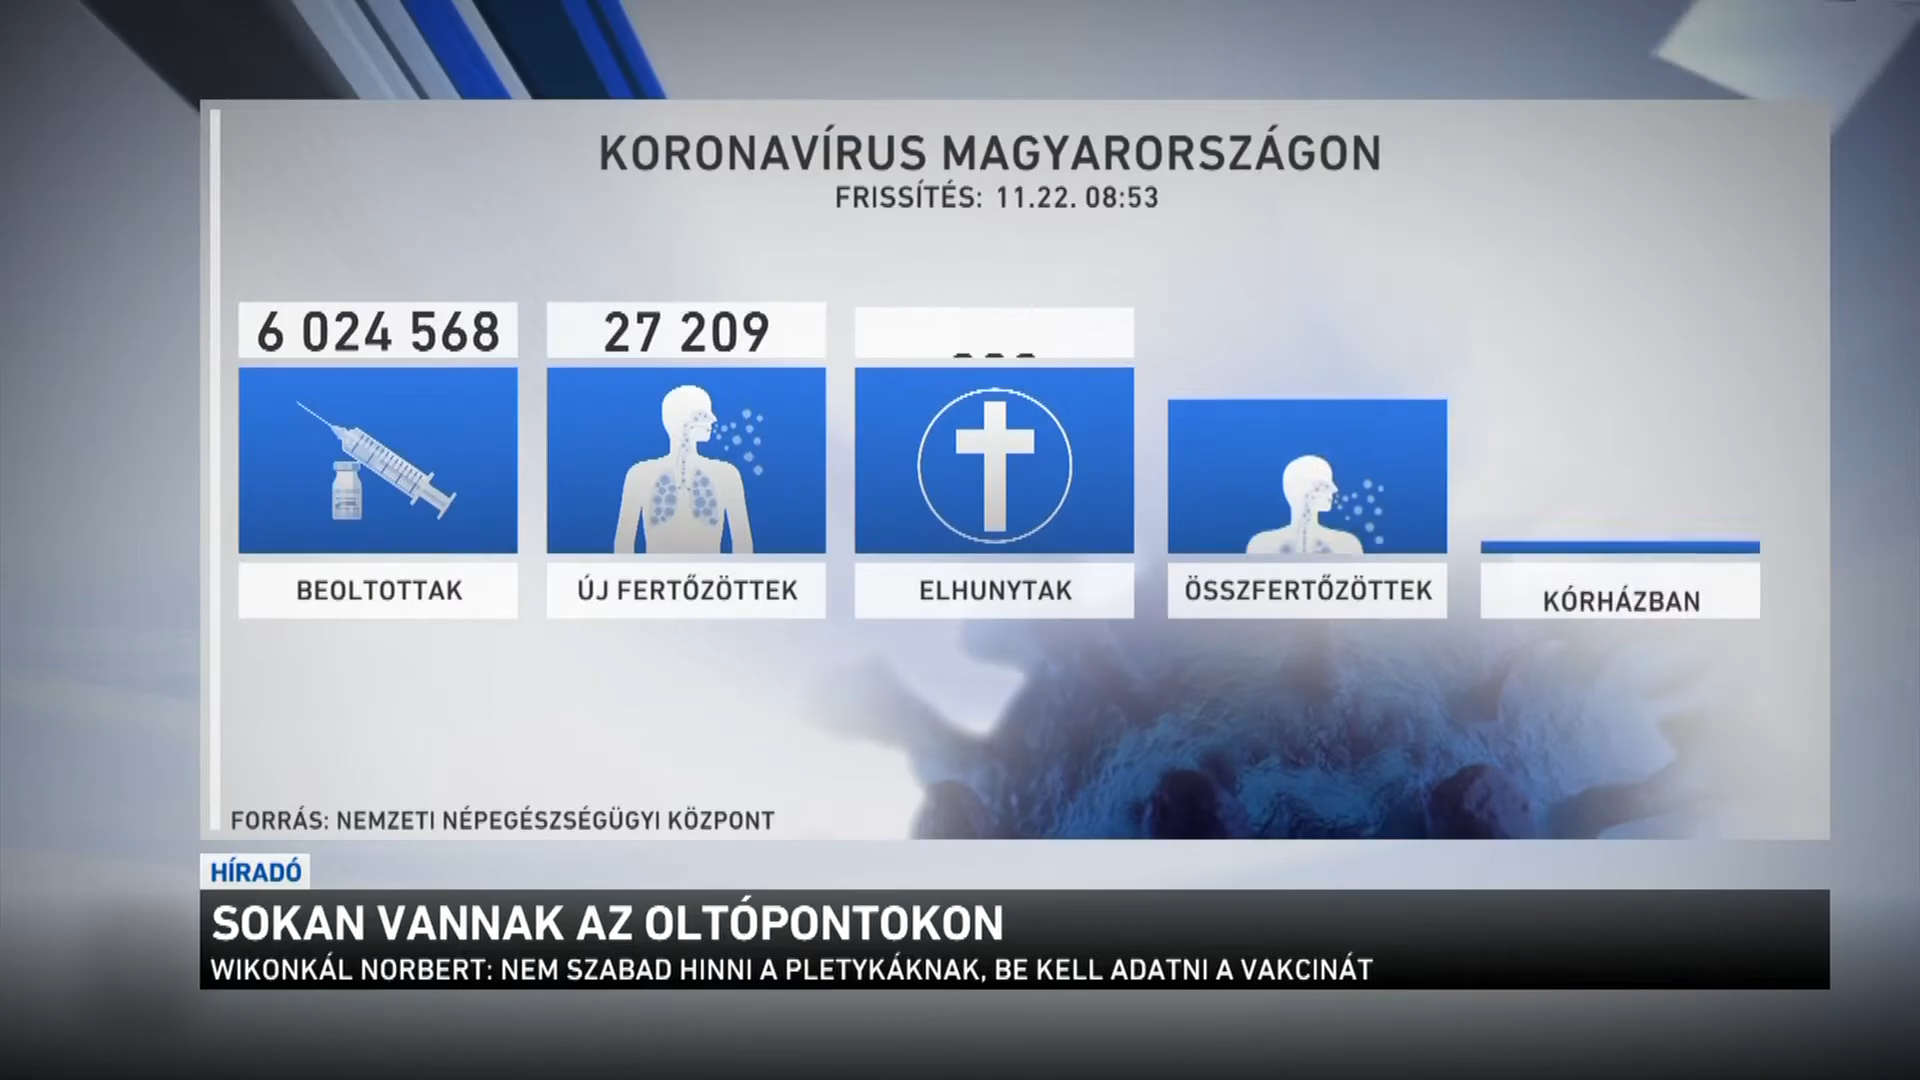 KORONAVÍRUS MAGYARORSZÁGON
FRISSÍTÉS: 11.22. 08:53
6 024 568
27 209
BEOLTOTTAK
ÚJ FERTŐZÖTTEK
ELHUNYTAK
ÖSSZFERTŐZÖTTEK
KÓRHÁZBAN
FORRÁS: NEMZETI NÉPEGÉSZSÉGÜGYI KÖZPONT
HÍRADÓ
SOKAN VANNAK AZ OLTÓPONTOKON
WIKONKÁL NORBERT: NEM SZABAD HINNI A PLETYKÁKNAK, BE KELL ADATNI A VAKCINÁT